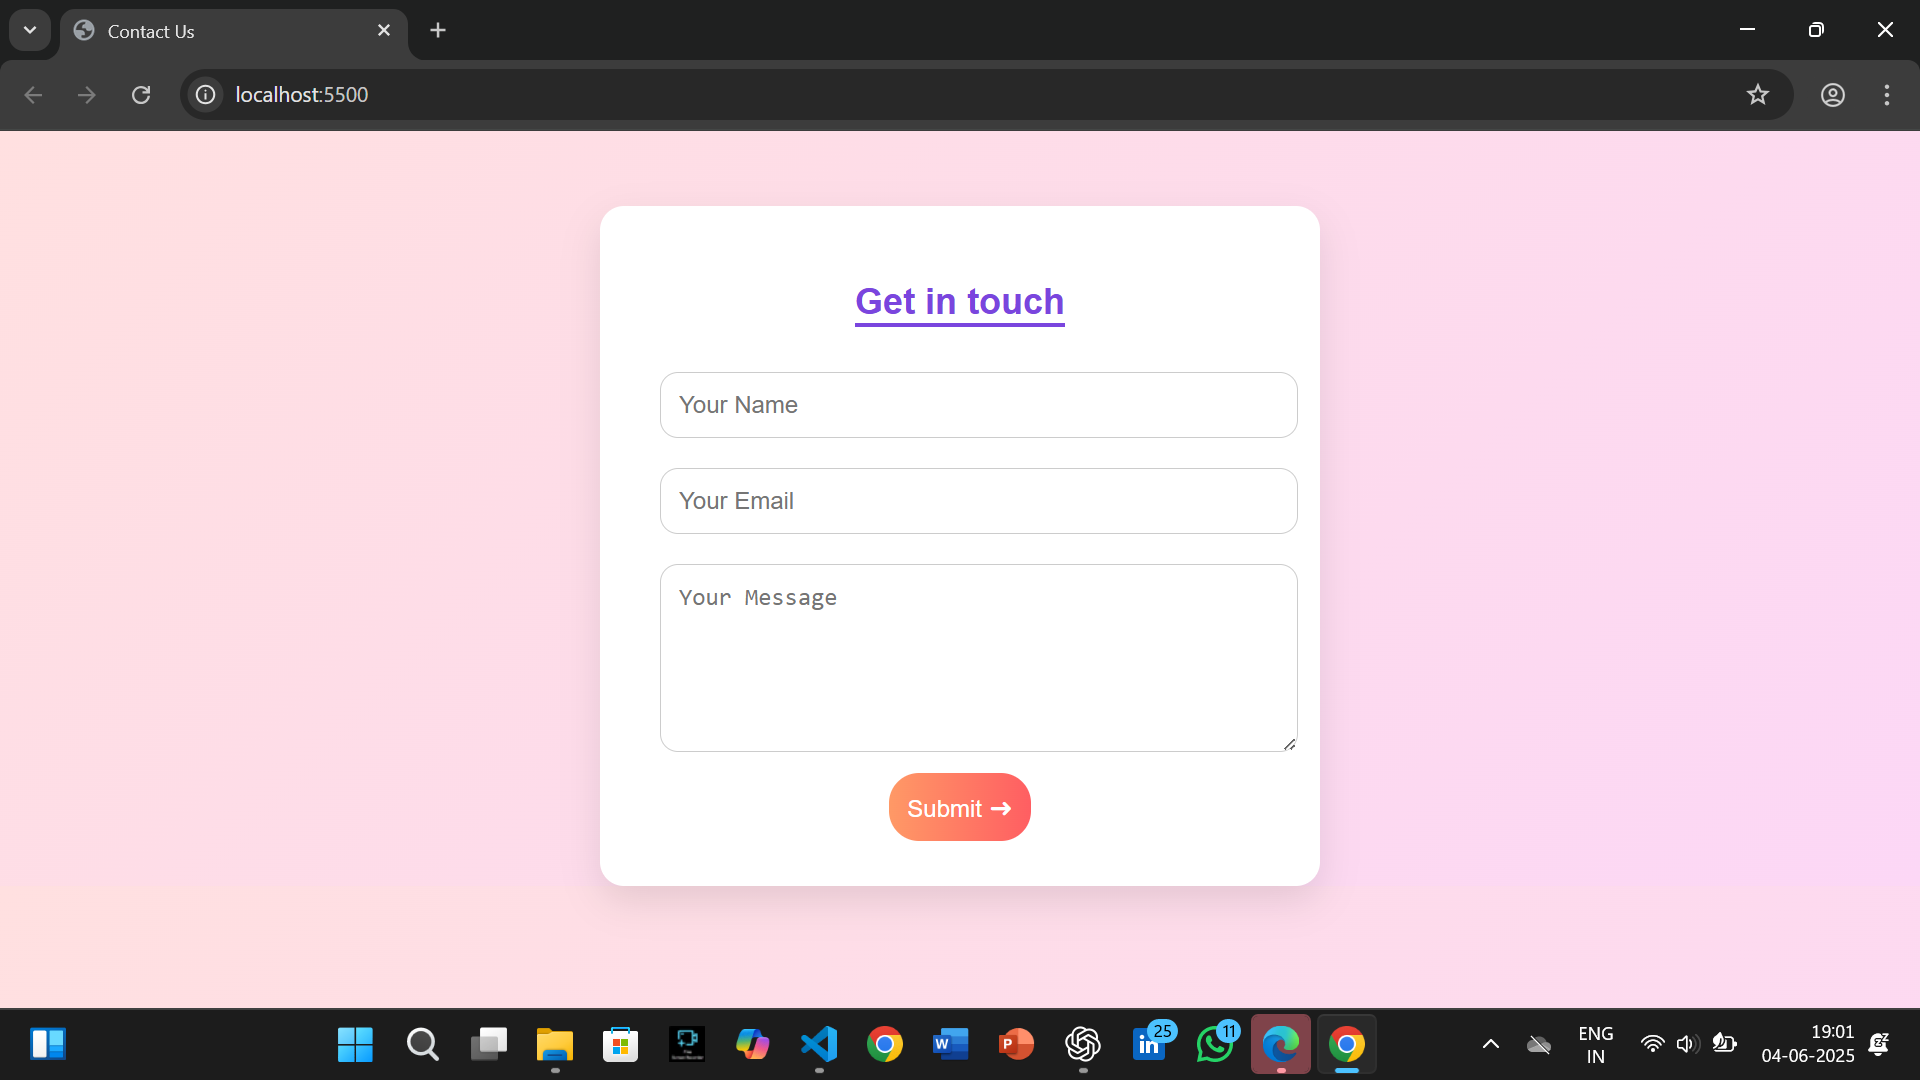 Contact Us
localhost:5500
Get in touch
Your Name
Your Email
Your Message
Submit ➜
25
11
ENG
IN
19:01
04-06-2025